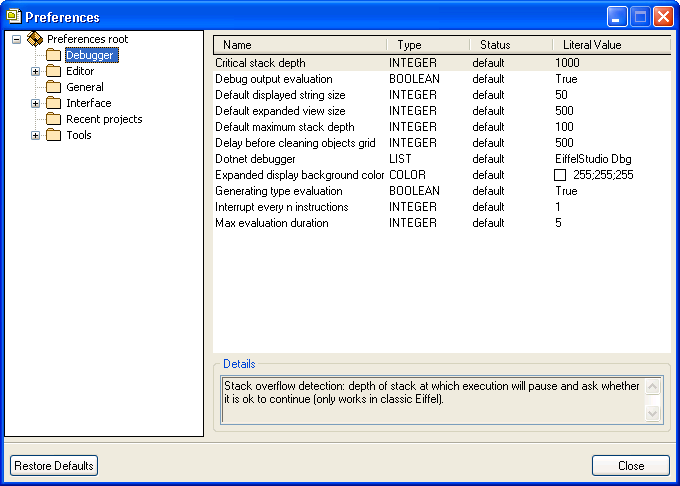 Preferences
Preferences root
Debugger
Editor
General
Interface
Recent projects
Tools
Name Type Status Literal Value
Critical stack depth INTEGER default 1000
Debug output evaluation BOOLEAN default True
Default displayed string size INTEGER default 50
Default expanded view size INTEGER default 500
Default maximum stack depth INTEGER default 100
Delay before cleaning objects grid INTEGER default 500
Dotnet debugger LIST default EiffelStudio Dbg
Expanded display background color COLOR default 255;255;255
Generating type evaluation BOOLEAN default True
Interrupt every n instructions INTEGER default 1
Max evaluation duration INTEGER default 5
Details
Stack overflow detection: depth of stack at which execution will pause and ask whether
it is ok to continue (only works in classic Eiffel).
Restore Defaults
Close